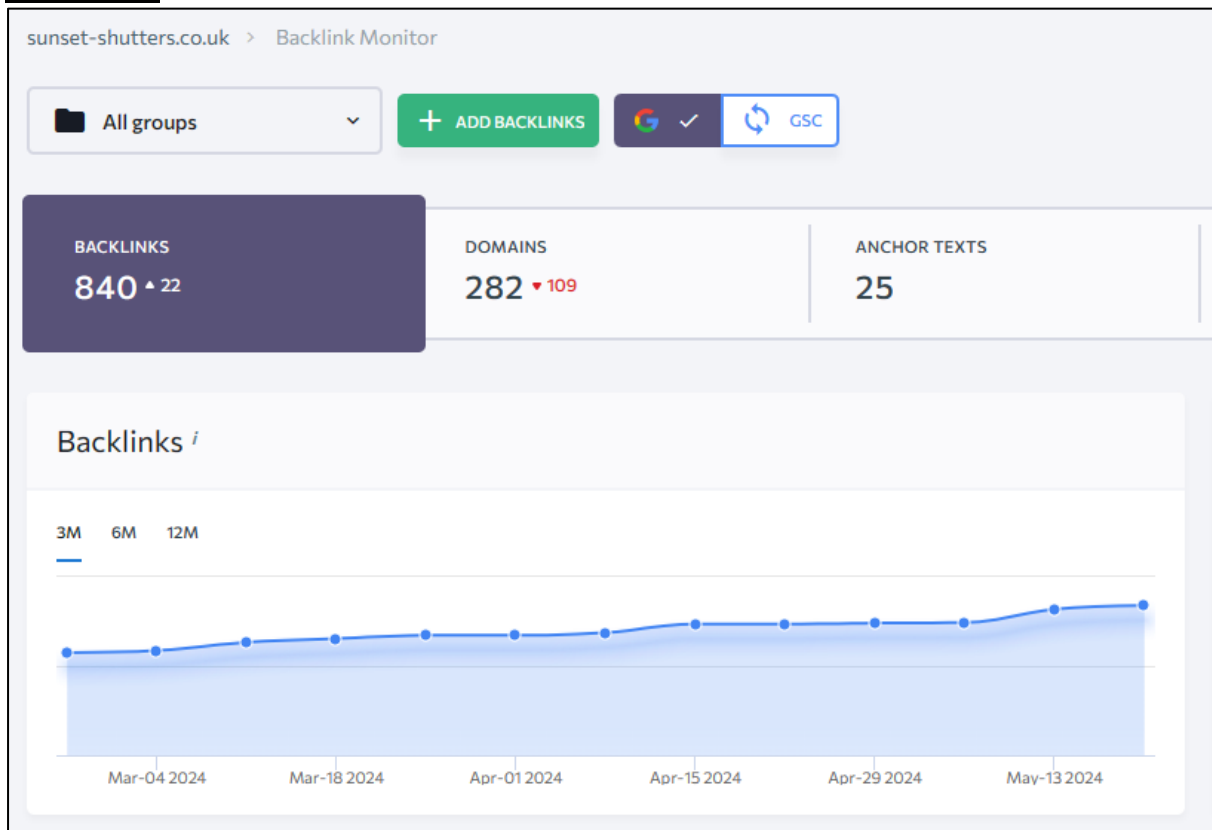 sunset-shutters.co.uk > Backlink Monitor
All groups
+ ADD BACKLINKS
GSC
BACKLINKS
840 ▲ 22
DOMAINS
282 ▼ 109
ANCHOR TEXTS
25
Backlinks i
3M 6M 12M
Mar-04 2024 Mar-18 2024 Apr-01 2024 Apr-15 2024 Apr-29 2024 May-13 2024